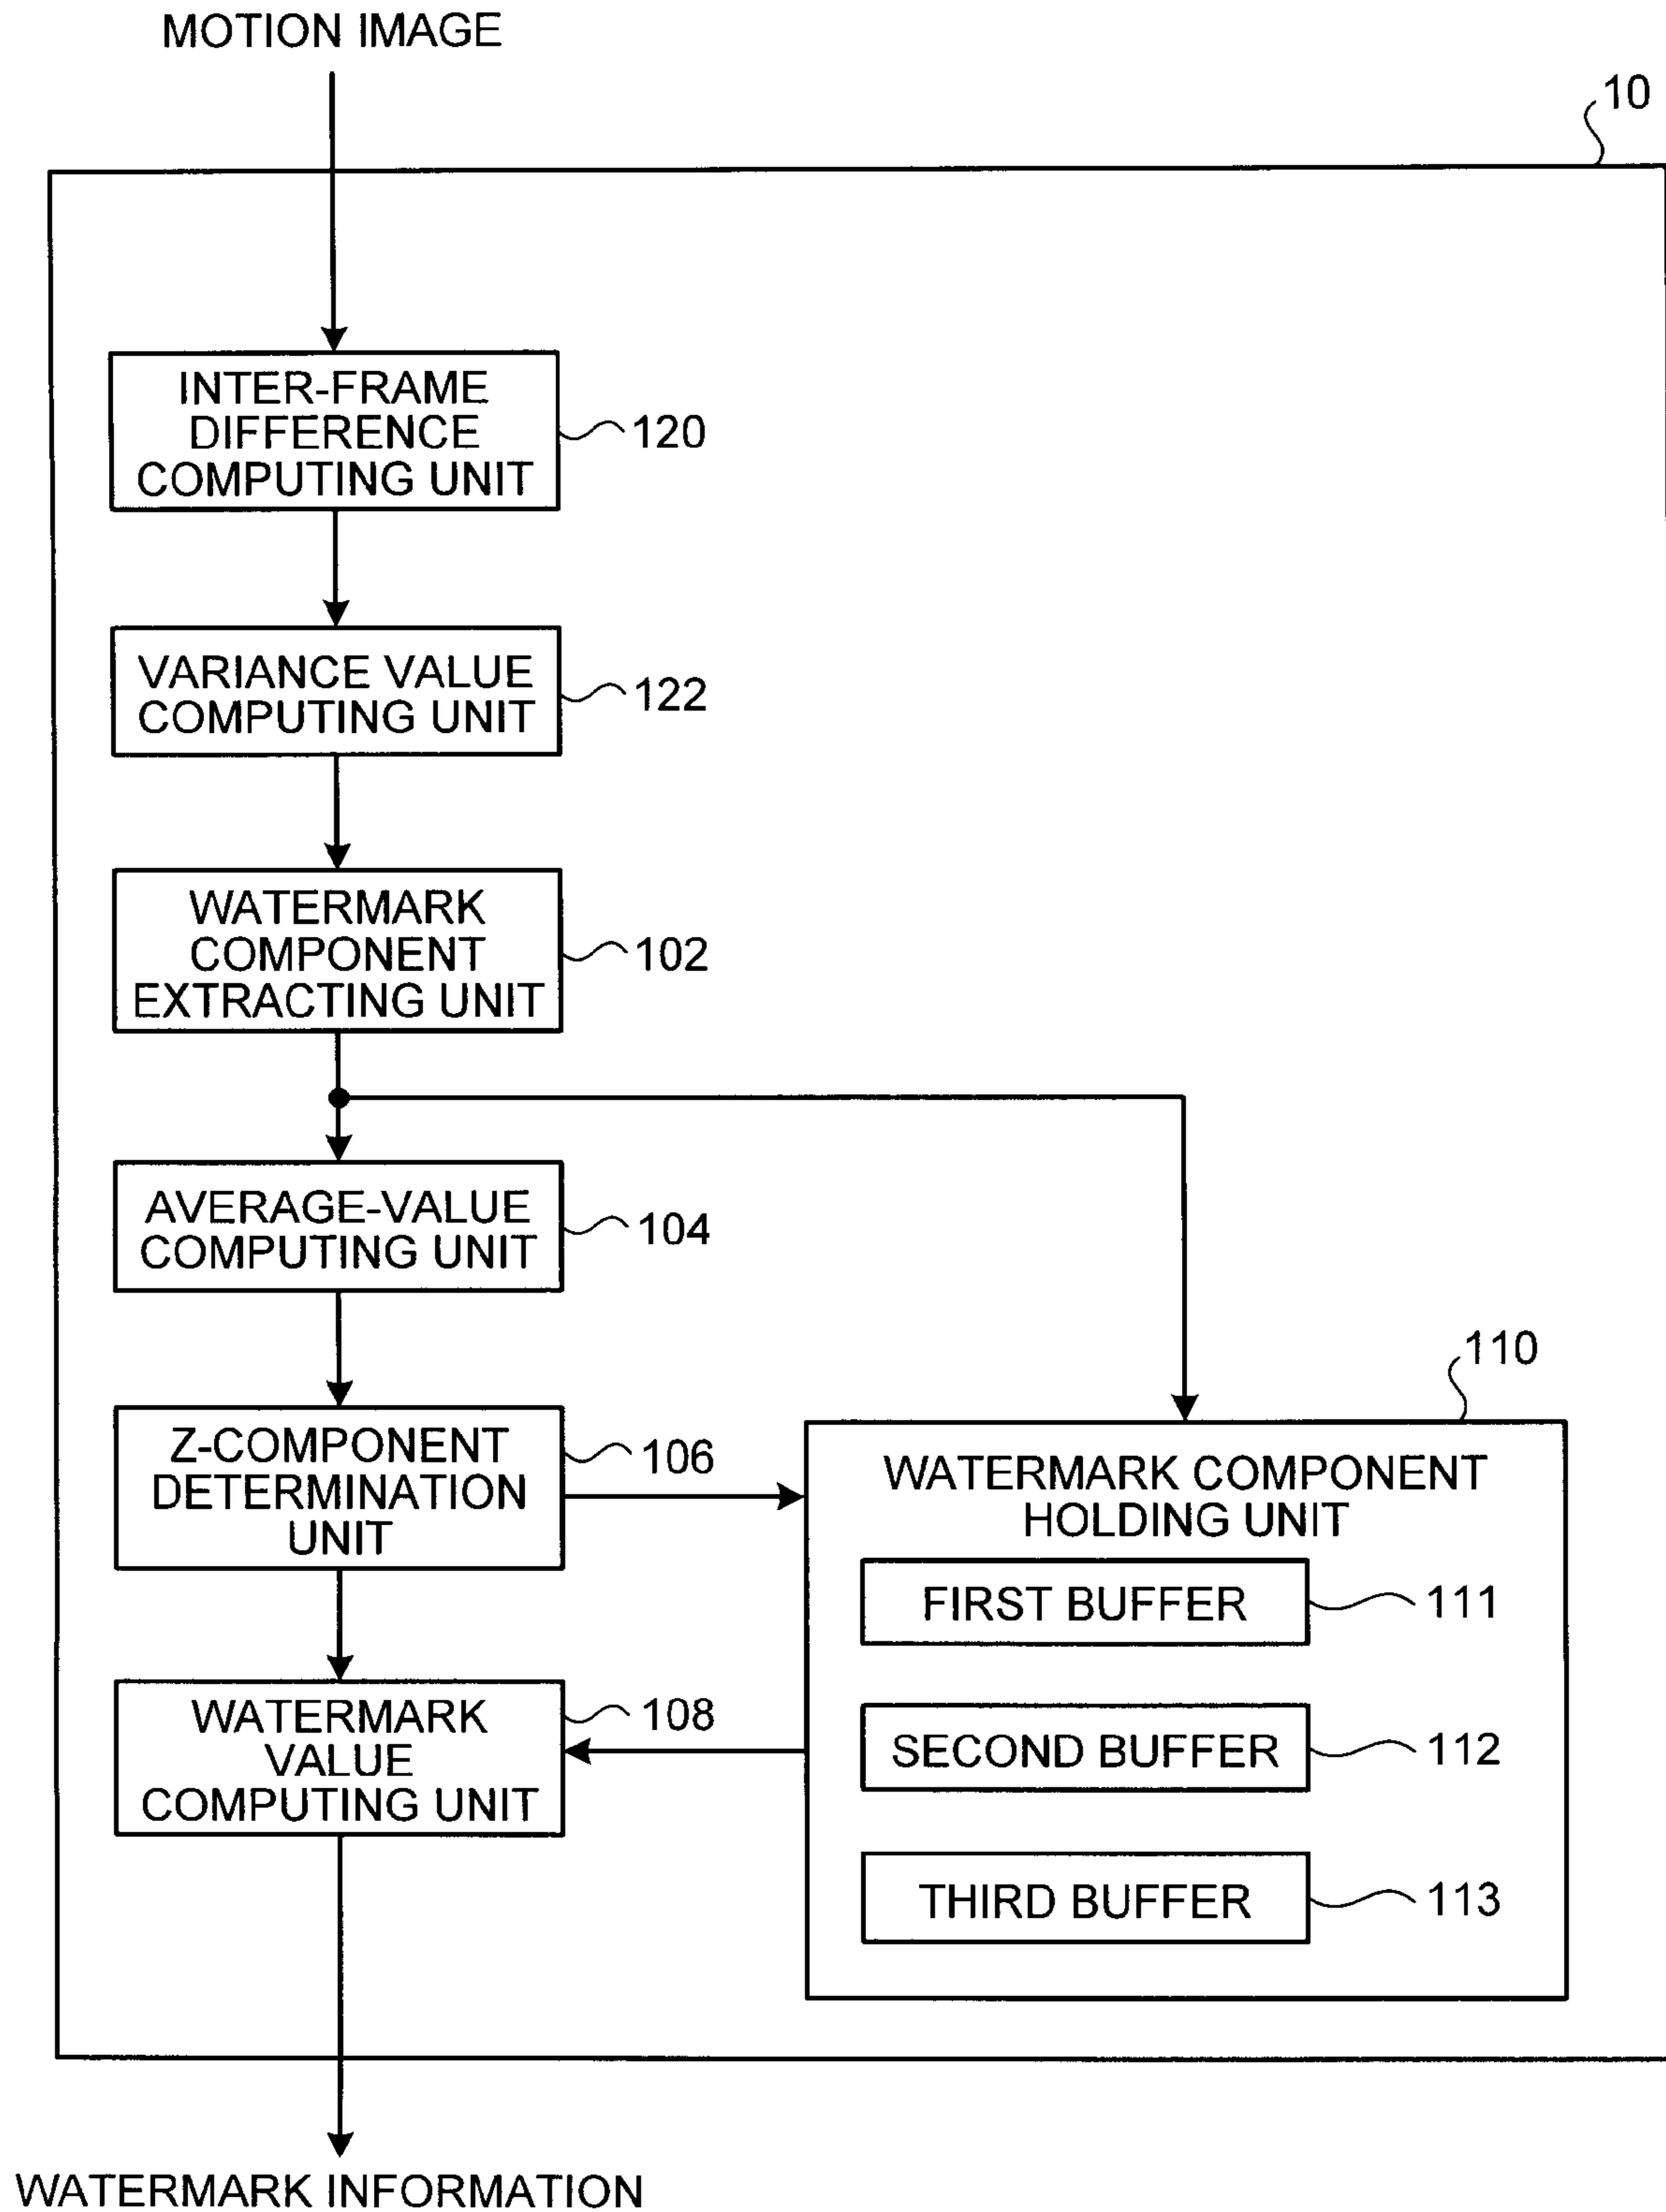 MOTION IMAGE
10
INTER-FRAME
DIFFERENCE
COMPUTING UNIT
120
VARIANCE VALUE
COMPUTING UNIT
122
WATERMARK
COMPONENT
EXTRACTING UNIT
102
AVERAGE-VALUE
COMPUTING UNIT
104
Z-COMPONENT
DETERMINATION
UNIT
106
110
WATERMARK COMPONENT
HOLDING UNIT
FIRST BUFFER
111
SECOND BUFFER
112
THIRD BUFFER
113
WATERMARK
VALUE
COMPUTING UNIT
108
WATERMARK INFORMATION